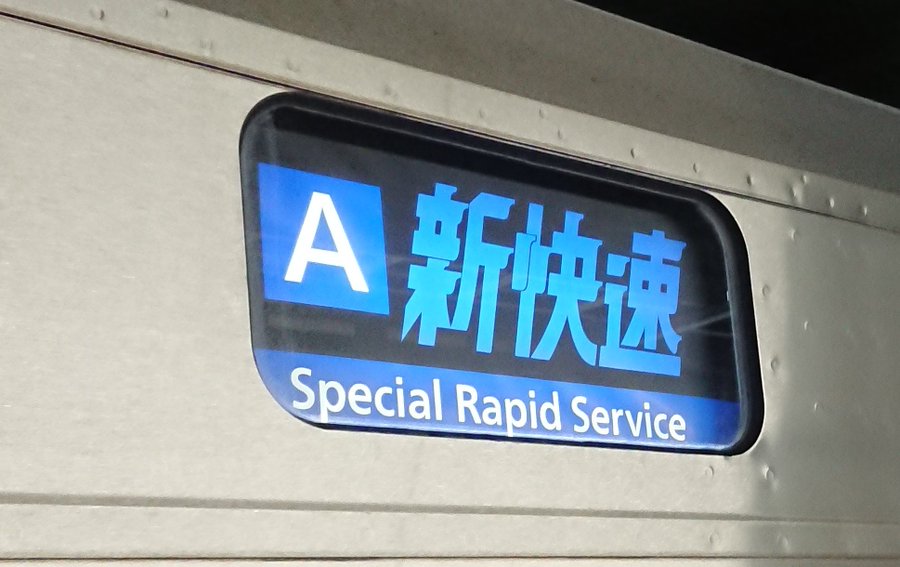 A 新快速
Special Rapid Service